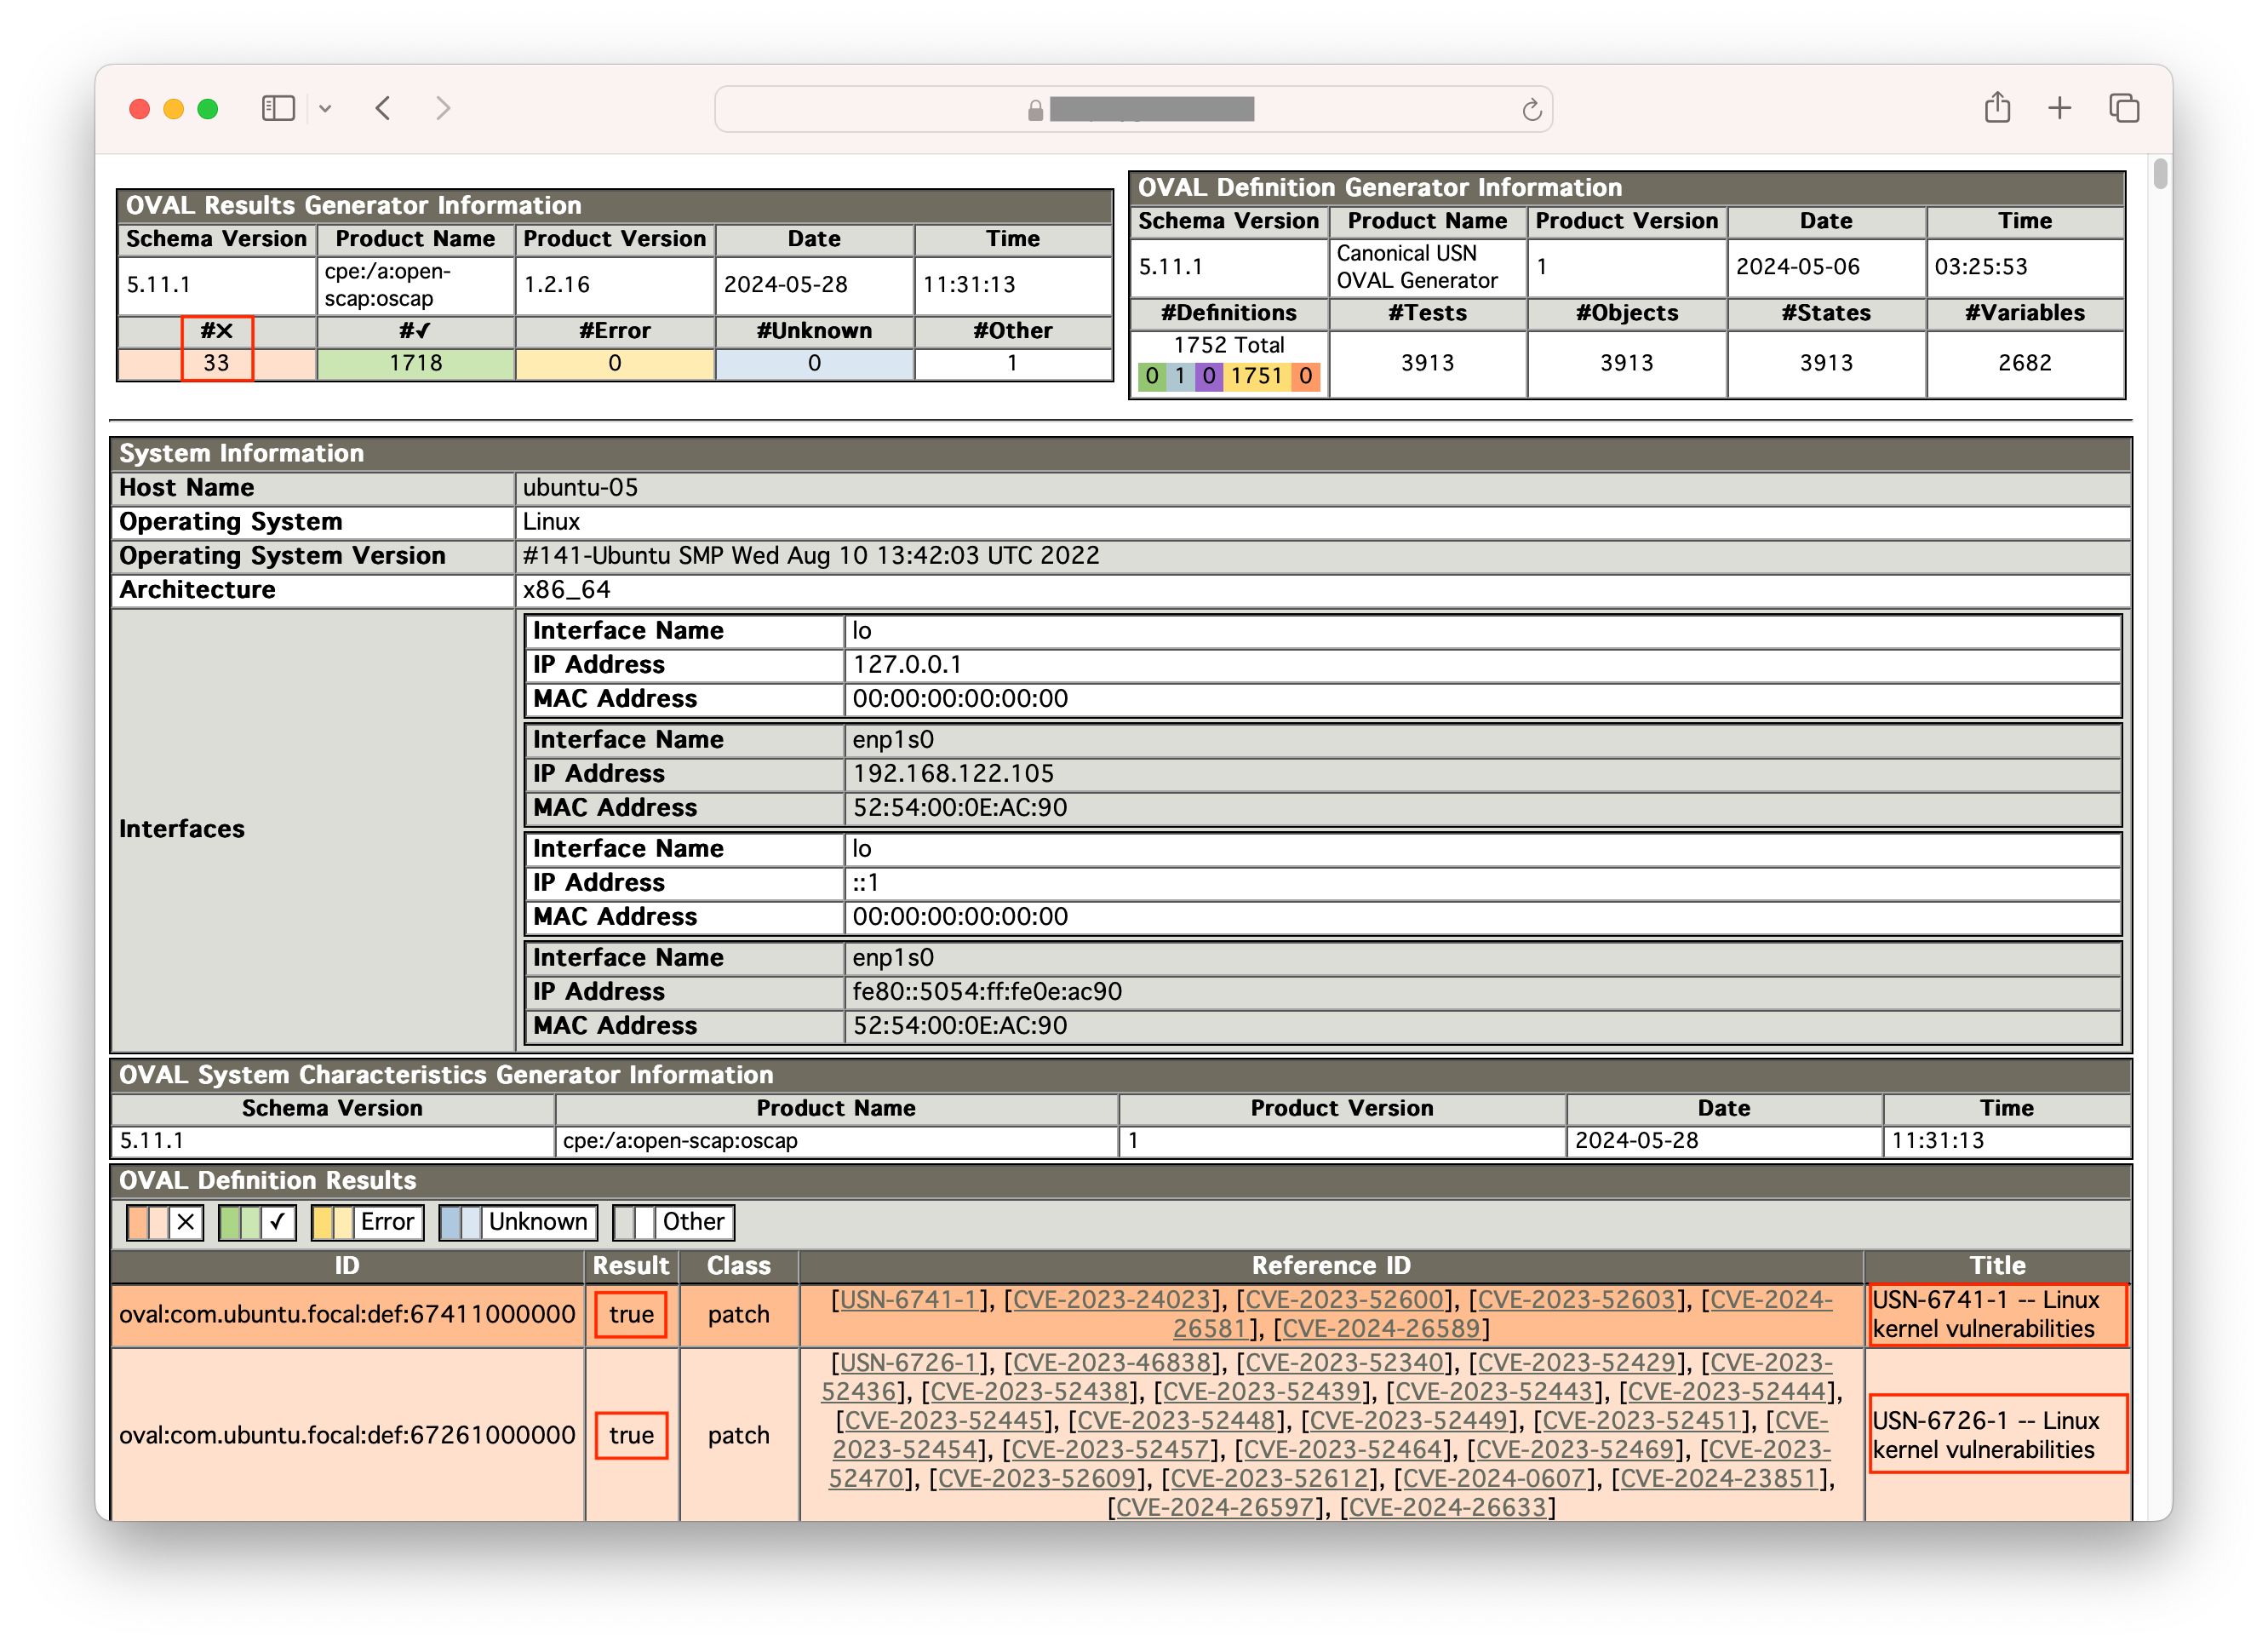 OVAL Results Generator Information
Schema Version Product Name Product Version Date Time
5.11.1 cpe:/a:open-scap:oscap 1.2.16 2024-05-28 11:31:13
#✕ #✓ #Error #Unknown #Other
33 1718 0 0 1
OVAL Definition Generator Information
Schema Version Product Name Product Version Date Time
5.11.1 Canonical USN OVAL Generator 1 2024-05-06 03:25:53
#Definitions #Tests #Objects #States #Variables
1752 Total
0 1 0 1751 0 3913 3913 3913 2682
System Information
Host Name ubuntu-05
Operating System Linux
Operating System Version #141-Ubuntu SMP Wed Aug 10 13:42:03 UTC 2022
Architecture x86_64
Interfaces
Interface Name lo
IP Address 127.0.0.1
MAC Address 00:00:00:00:00:00
Interface Name enp1s0
IP Address 192.168.122.105
MAC Address 52:54:00:0E:AC:90
Interface Name lo
IP Address ::1
MAC Address 00:00:00:00:00:00
Interface Name enp1s0
IP Address fe80::5054:ff:fe0e:ac90
MAC Address 52:54:00:0E:AC:90
OVAL System Characteristics Generator Information
Schema Version Product Name Product Version Date Time
5.11.1 cpe:/a:open-scap:oscap 1 2024-05-28 11:31:13
OVAL Definition Results
✕ ✓ Error Unknown Other
ID Result Class Reference ID Title
oval:com.ubuntu.focal:def:67411000000 true patch
[USN-6741-1], [CVE-2023-24023], [CVE-2023-52600], [CVE-2023-52603], [CVE-2024-
26581], [CVE-2024-26589]
USN-6741-1 -- Linux
kernel vulnerabilities
oval:com.ubuntu.focal:def:67261000000 true patch
[USN-6726-1], [CVE-2023-46838], [CVE-2023-52340], [CVE-2023-52429], [CVE-2023-
52436], [CVE-2023-52438], [CVE-2023-52439], [CVE-2023-52443], [CVE-2023-52444],
[CVE-2023-52445], [CVE-2023-52448], [CVE-2023-52449], [CVE-2023-52451], [CVE-
2023-52454], [CVE-2023-52457], [CVE-2023-52464], [CVE-2023-52469], [CVE-2023-
52470], [CVE-2023-52609], [CVE-2023-52612], [CVE-2024-0607], [CVE-2024-23851],
[CVE-2024-26597], [CVE-2024-26633]
USN-6726-1 -- Linux
kernel vulnerabilities